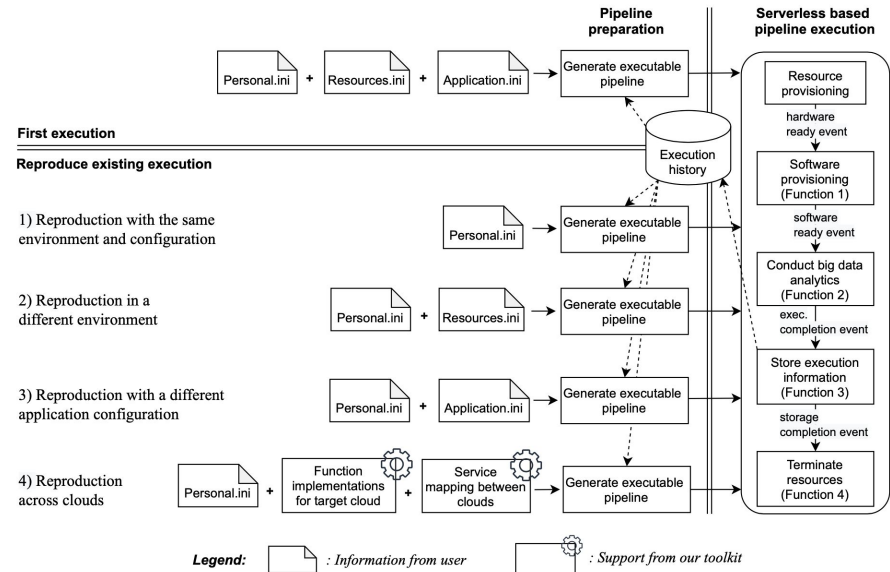 Pipeline
preparation
Serverless based
pipeline execution
Personal.ini
+
Resources.ini
+
Application.ini
Generate executable
pipeline
Resource
provisioning
hardware
ready event
First execution
Reproduce existing execution
Execution
history
Software
provisioning
(Function 1)
software
ready event
1) Reproduction with the same
environment and configuration
Personal.ini
Generate executable
pipeline
Conduct big data
analytics
(Function 2)
exec.
completion event
2) Reproduction in a
different environment
Personal.ini
+
Resources.ini
Generate executable
pipeline
Store execution
information
(Function 3)
storage
completion event
3) Reproduction with a different
application configuration
Personal.ini
+
Application.ini
Generate executable
pipeline
Terminate
resources
(Function 4)
4) Reproduction
across clouds
Personal.ini
+
Function
implementations
for target cloud
+
Service
mapping between
clouds
Generate executable
pipeline
Legend:
: Information from user
: Support from our toolkit